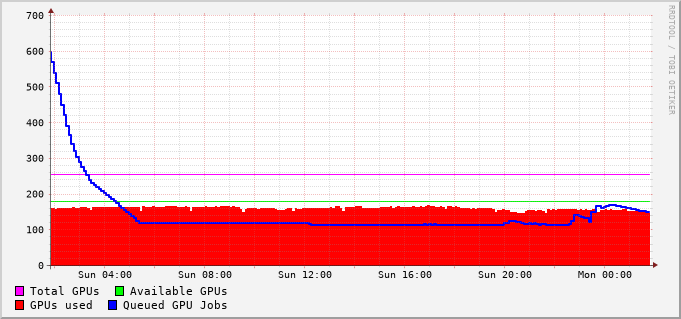 700
600
500
400
300
200
100
0
Sun 04:00 Sun 08:00 Sun 12:00 Sun 16:00 Sun 20:00 Mon 00:00
Total GPUs Available GPUs
GPUs used Queued GPU Jobs
RRDTOOL / TOBI OETIKER